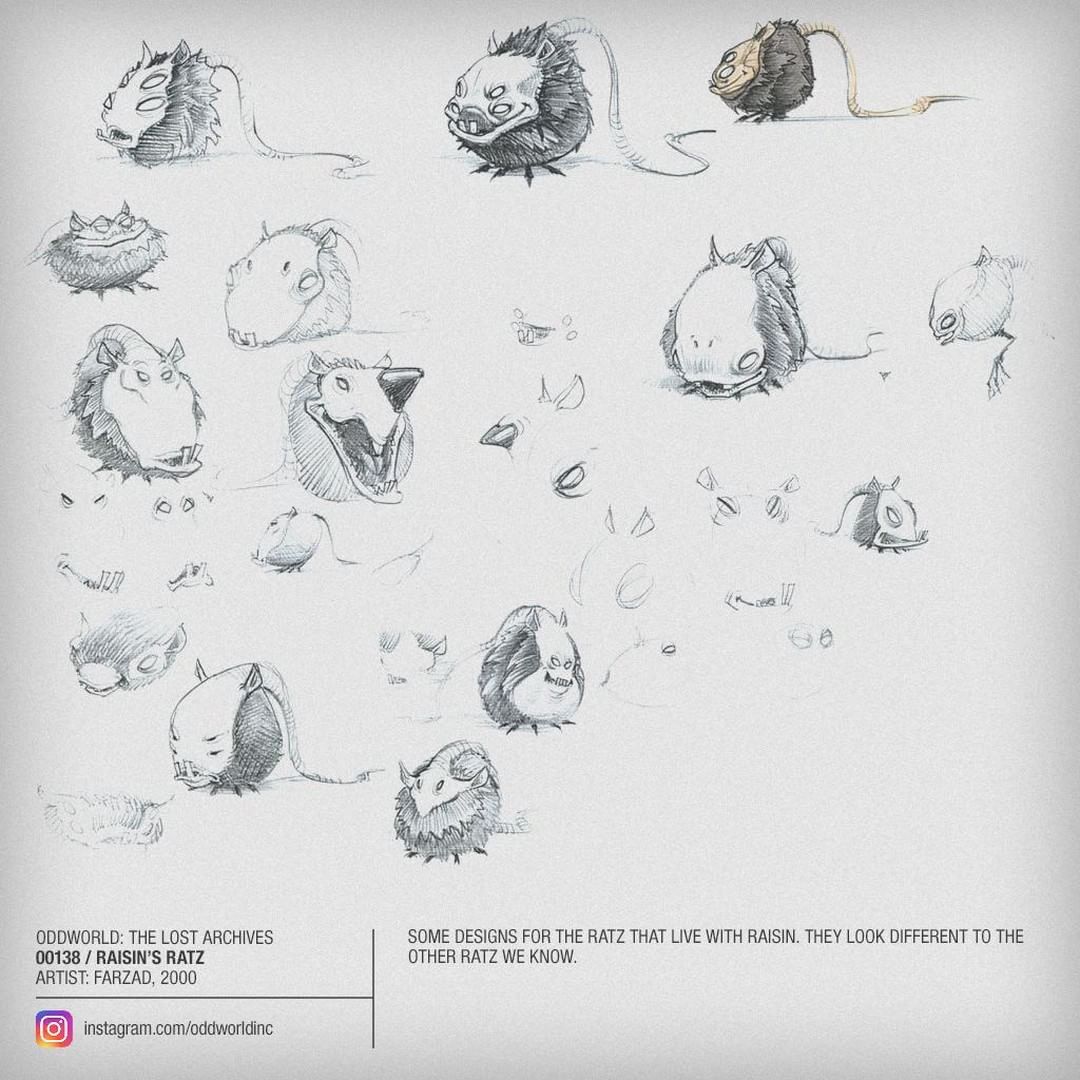 ODDWORLD: THE LOST ARCHIVES
00138 / RAISIN'S RATZ
ARTIST: FARZAD, 2000
instagram.com/oddworldinc
SOME DESIGNS FOR THE RATZ THAT LIVE WITH RAISIN. THEY LOOK DIFFERENT TO THE
OTHER RATZ WE KNOW.